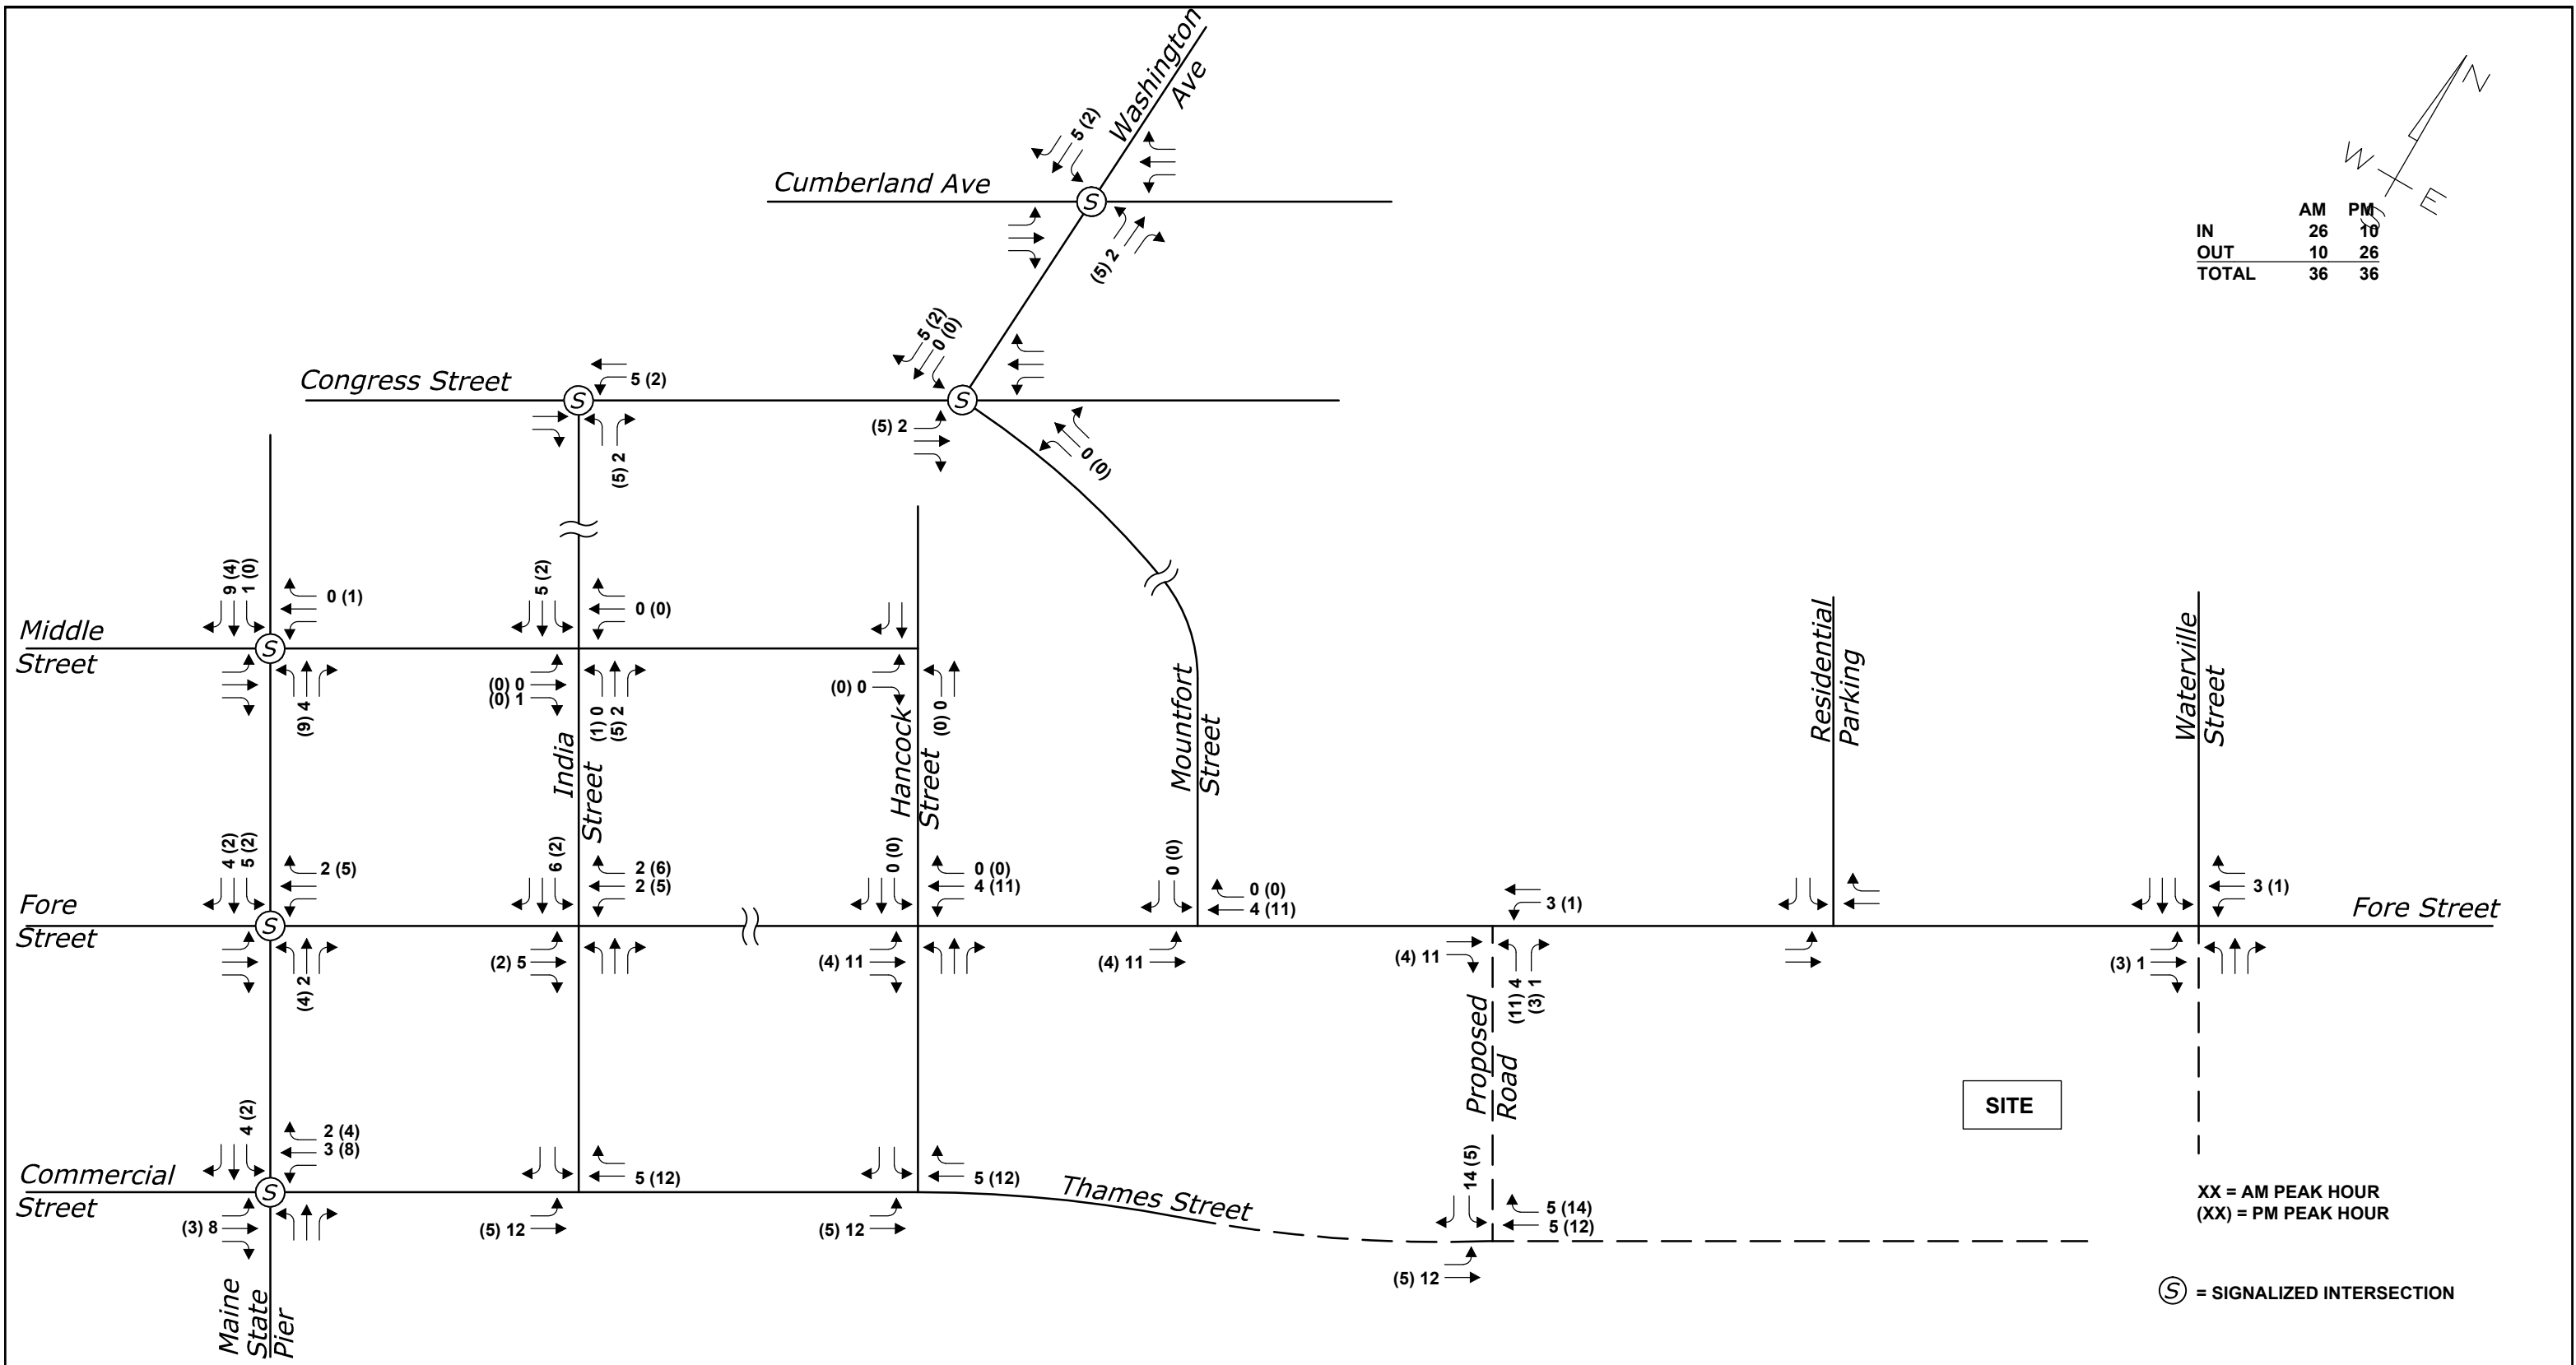 Washington
Ave
5 (2)
Cumberland Ave
(5) 2
N
W
E
S
AM PM
IN 26 10
OUT 10 26
TOTAL 36 36
5 (2)
0 (0)
Congress Street
S
S
S
5 (2)
(5) 2
(5) 2
0 (0)
9 (4)
1 (0)
0 (1)
5 (2)
0 (0)
Middle
Street
S
(9) 4
(0) 0
(0) 1
(1) 0
(5) 2
(0) 0
(0) 0
India
Street
Hancock
Street
Mountfort
Street
Residential
Parking
Waterville
Street
4 (2)
5 (2)
2 (5)
6 (2)
2 (6)
2 (5)
0 (0)
0 (0)
4 (11)
0 (0)
0 (0)
4 (11)
3 (1)
3 (1)
Fore
Street
S
Fore Street
(4) 2
(2) 5
(4) 11
(4) 11
(4) 11
(11) 4
(3) 1
(3) 1
Proposed
Road
SITE
4 (2)
2 (4)
3 (8)
5 (12)
5 (12)
14 (5)
5 (14)
5 (12)
Commercial
Street
S
Thames Street
(3) 8
(5) 12
(5) 12
(5) 12
Maine
State
Pier
XX = AM PEAK HOUR
(XX) = PM PEAK HOUR
S = SIGNALIZED INTERSECTION